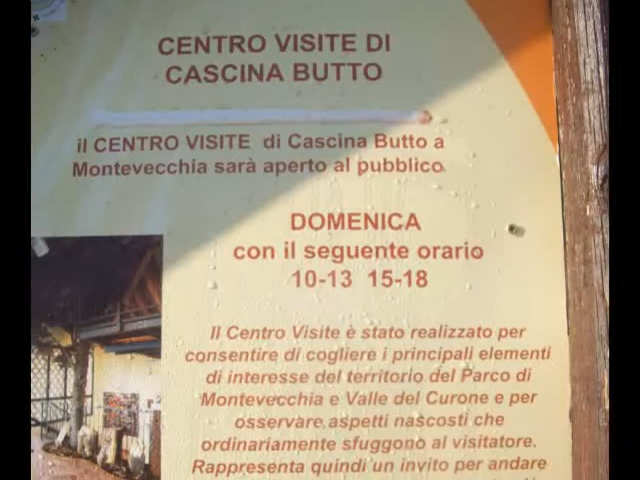 CENTRO VISITE DI
CASCINA BUTTO
il CENTRO VISITE di Cascina Butto a
Montevecchia sarà aperto al pubblico
DOMENICA
con il seguente orario
10-13 15-18
Il Centro Visite è stato realizzato per
consentire di cogliere i principali elementi
di interesse del territorio del Parco di
Montevecchia e Valle del Curone e per
osservare aspetti nascosti che
ordinariamente sfuggono al visitatore.
Rappresenta quindi un invito per andare